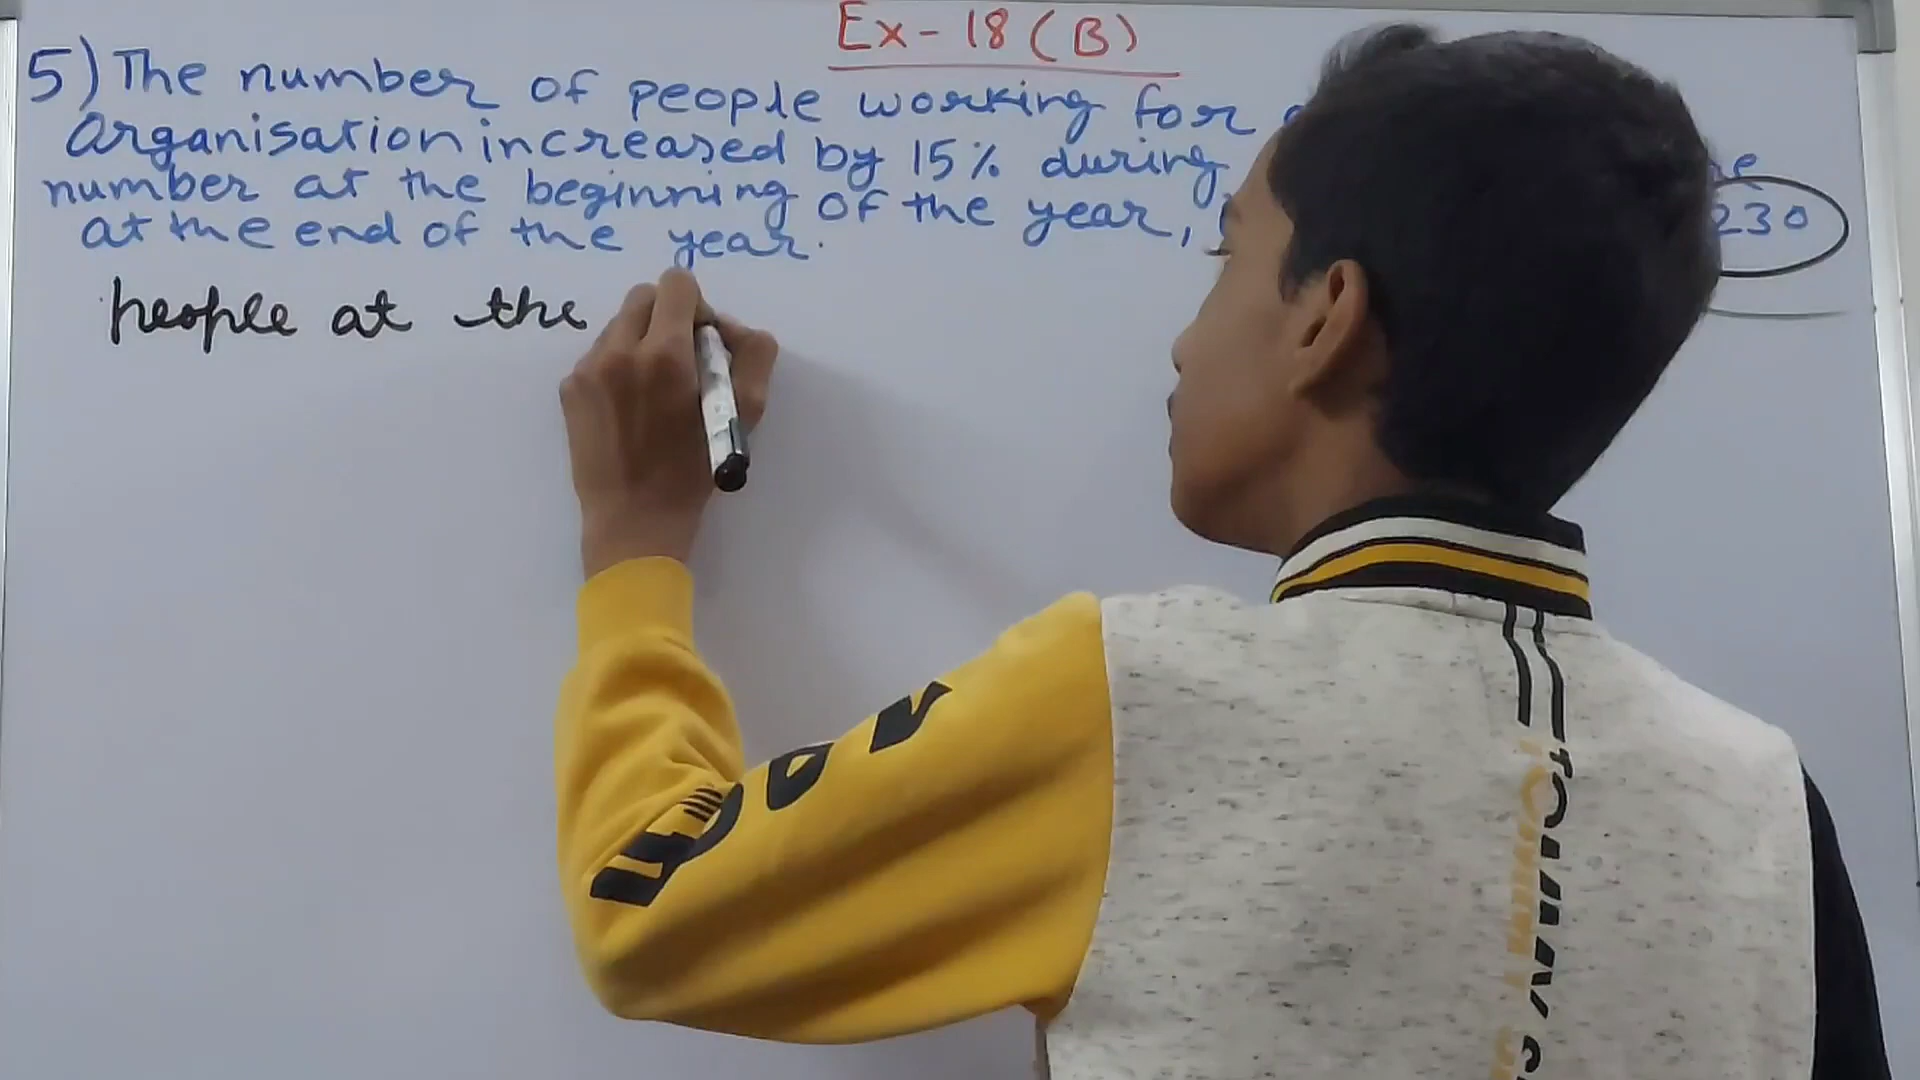 Ex-18(B)
5) The number of people working for
organisation increased by 15% during
number at the beginning of the year, 230
at the end of the year.
people at the